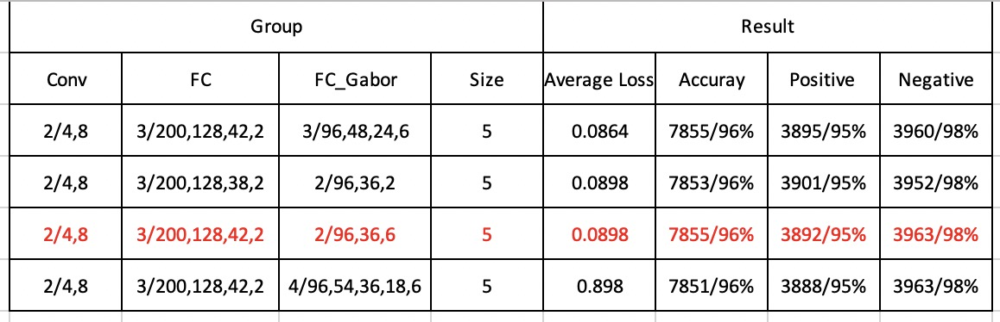 Group Result
Conv FC FC_Gabor Size Average Loss Accuray Positive Negative
2/4,8 3/200,128,42,2 3/96,48,24,6 5 0.0864 7855/96% 3895/95% 3960/98%
2/4,8 3/200,128,38,2 2/96,36,2 5 0.0898 7853/96% 3901/95% 3952/98%
2/4,8 3/200,128,42,2 2/96,36,6 5 0.0898 7855/96% 3892/95% 3963/98%
2/4,8 3/200,128,42,2 4/96,54,36,18,6 5 0.898 7851/96% 3888/95% 3963/98%